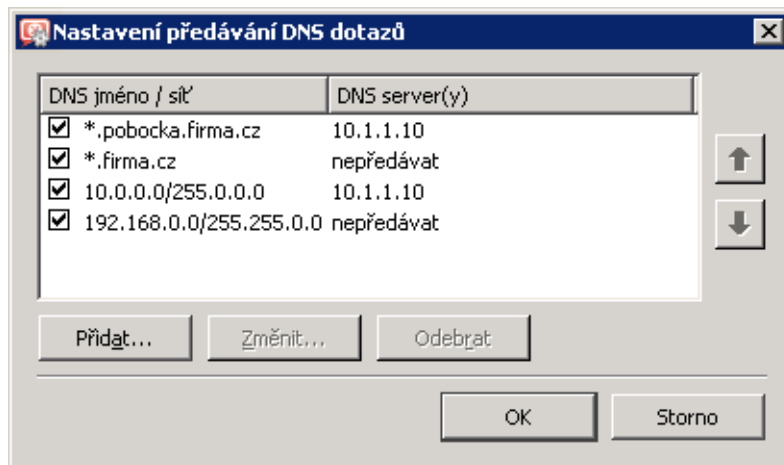 Nastavení předávání DNS dotazů
DNS jméno / síť DNS server(y)
*.pobocka.firma.cz 10.1.1.10
*.firma.cz nepředávat
10.0.0.0/255.0.0.0 10.1.1.10
192.168.0.0/255.255.0.0 nepředávat
Přidat... Změnit... Odebrat
OK Storno